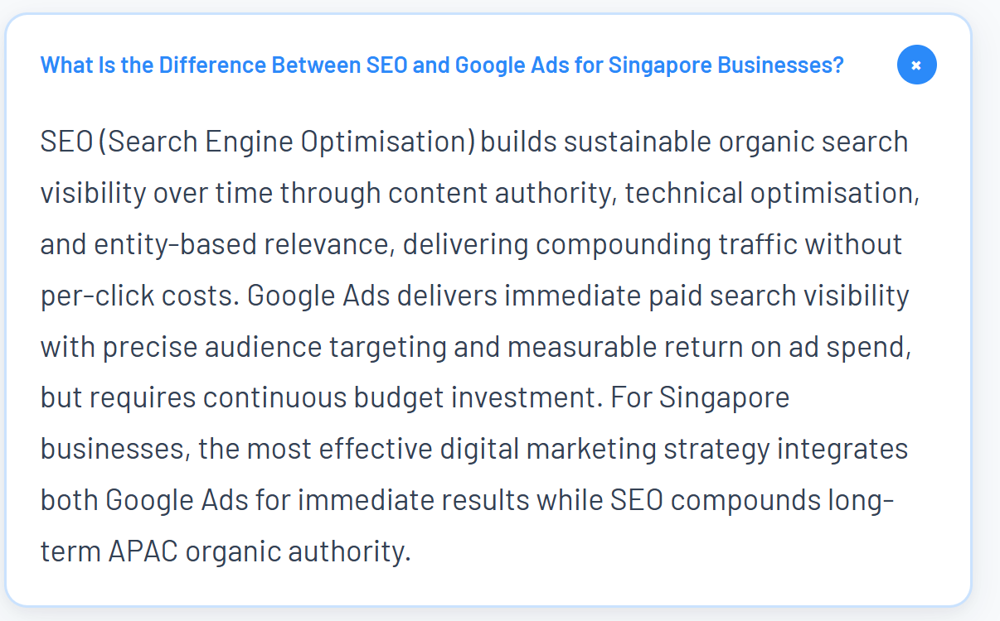 What Is the Difference Between SEO and Google Ads for Singapore Businesses?
SEO (Search Engine Optimisation) builds sustainable organic search
visibility over time through content authority, technical optimisation,
and entity-based relevance, delivering compounding traffic without
per-click costs. Google Ads delivers immediate paid search visibility
with precise audience targeting and measurable return on ad spend,
but requires continuous budget investment. For Singapore
businesses, the most effective digital marketing strategy integrates
both Google Ads for immediate results while SEO compounds long-
term APAC organic authority.